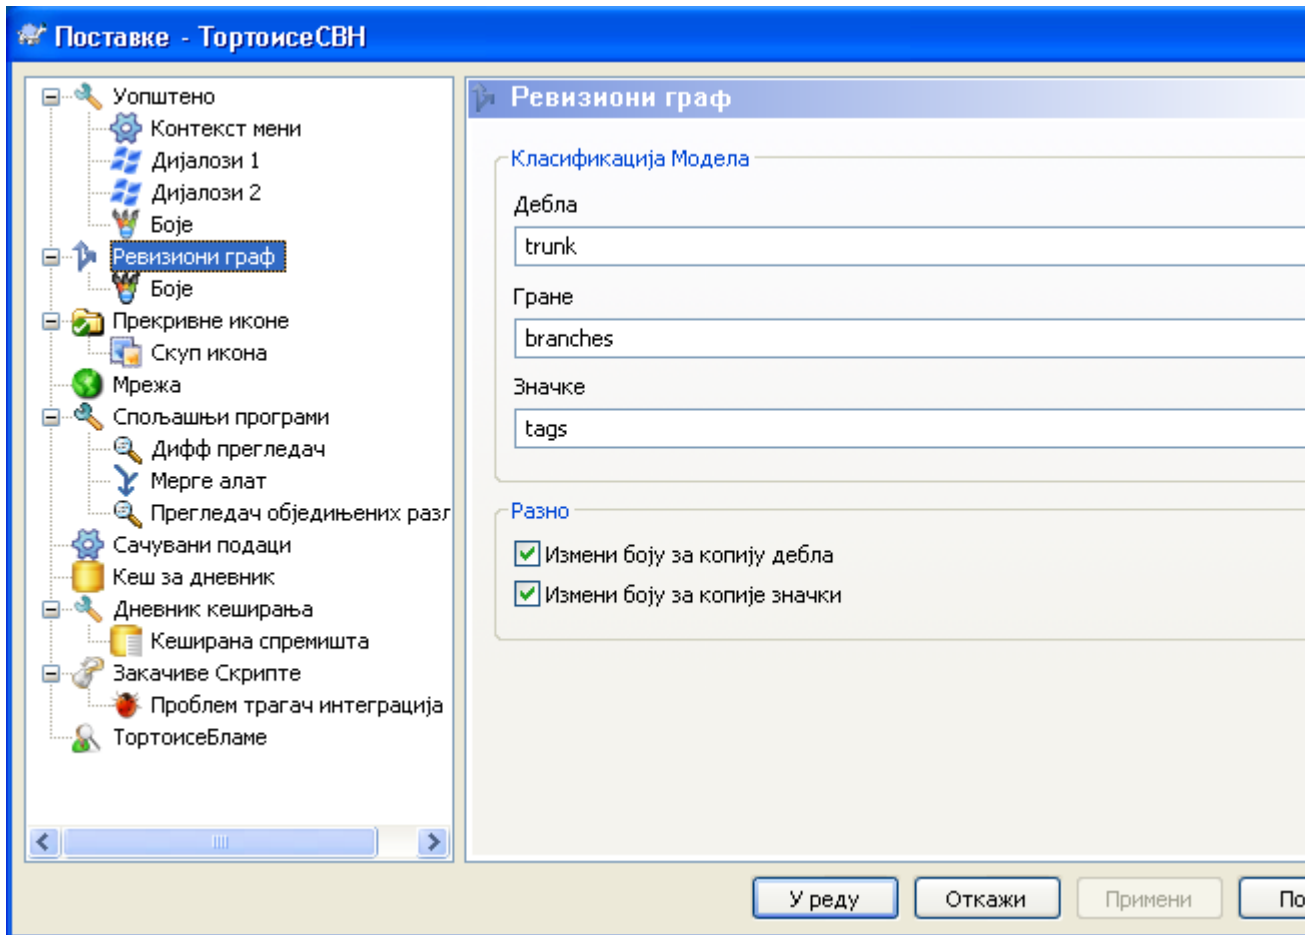 Поставке - ТортоисеСВН
Уопштено
Контекст мени
Дијалози 1
Дијалози 2
Боје
Ревизиони граф
Боје
Прекривне иконе
Скуп икона
Мрежа
Спољашњи програми
Дифф прегледач
Мерге алат
Прегледач обједињених разл
Сачувани подаци
Кеш за дневник
Дневник кеширања
Кеширана спремишта
Закачиве Скрипте
Проблем трагач интеграција
ТортоисеБламе
Ревизиони граф
Класификација Модела
Дебла
trunk
Гране
branches
Значке
tags
Разно
Измени боју за копију дебла
Измени боју за копије значки
У реду
Откажи
Примени
По